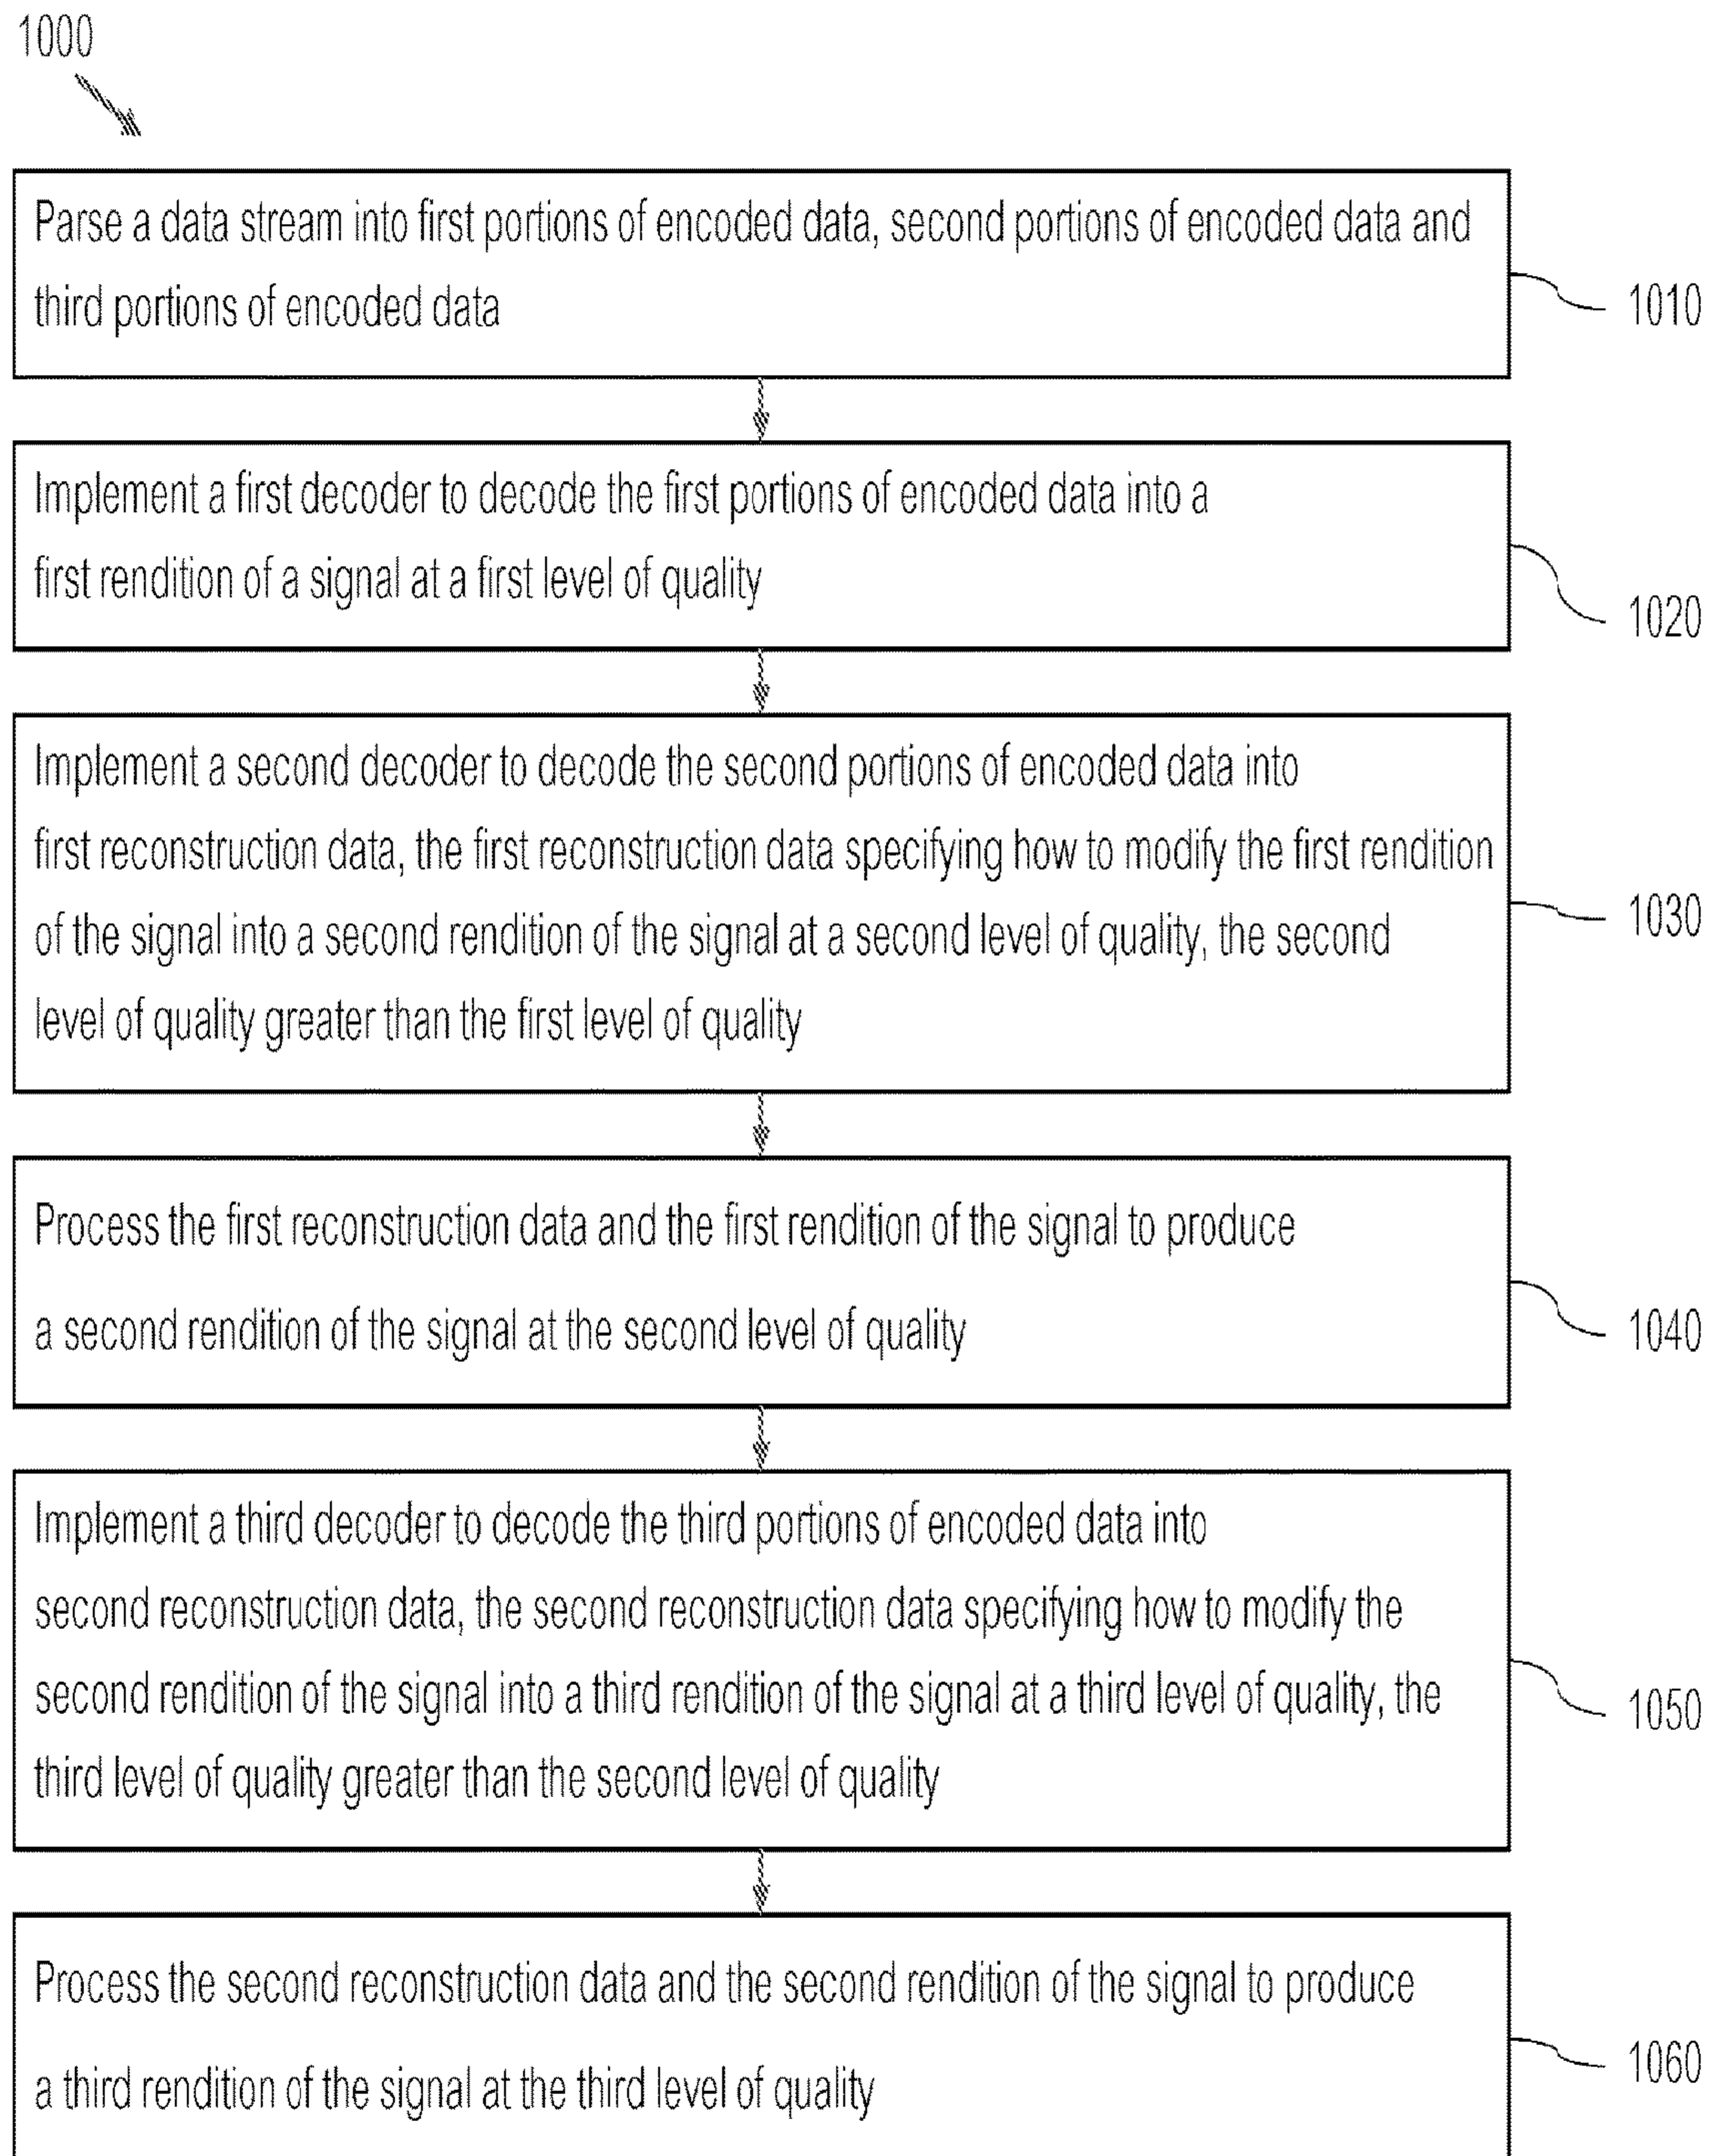 1000
Parse a data stream into first portions of encoded data, second portions of encoded data and
third portions of encoded data
1010
Implement a first decoder to decode the first portions of encoded data into a
first rendition of a signal at a first level of quality
1020
Implement a second decoder to decode the second portions of encoded data into
first reconstruction data, the first reconstruction data specifying how to modify the first rendition
of the signal into a second rendition of the signal at a second level of quality, the second
level of quality greater than the first level of quality
1030
Process the first reconstruction data and the first rendition of the signal to produce
a second rendition of the signal at the second level of quality
1040
Implement a third decoder to decode the third portions of encoded data into
second reconstruction data, the second reconstruction data specifying how to modify the
second rendition of the signal into a third rendition of the signal at a third level of quality, the
third level of quality greater than the second level of quality
1050
Process the second reconstruction data and the second rendition of the signal to produce
a third rendition of the signal at the third level of quality
1060